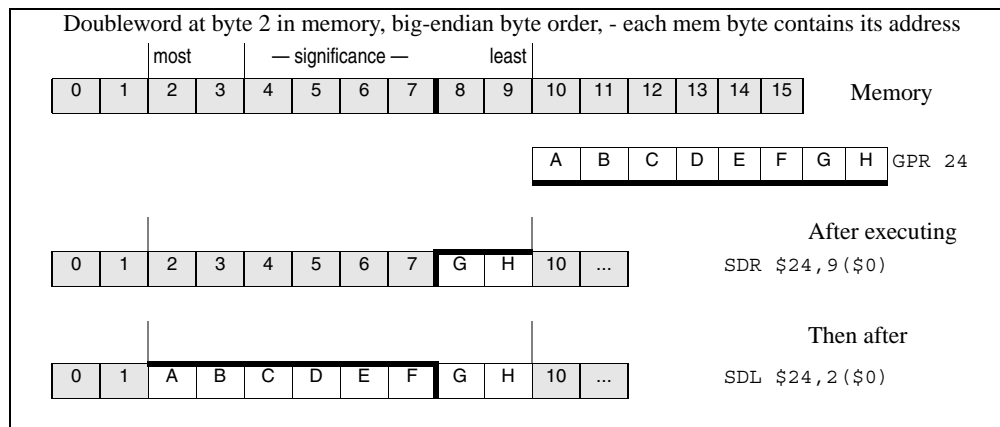 Doubleword at byte 2 in memory, big-endian byte order, - each mem byte contains its address
most — significance — least
0 1 2 3 4 5 6 7 8 9 10 11 12 13 14 15 Memory
A B C D E F G H GPR 24
After executing
0 1 2 3 4 5 6 7 G H 10 ... SDR $24,9($0)
Then after
0 1 A B C D E F G H 10 ... SDL $24,2($0)